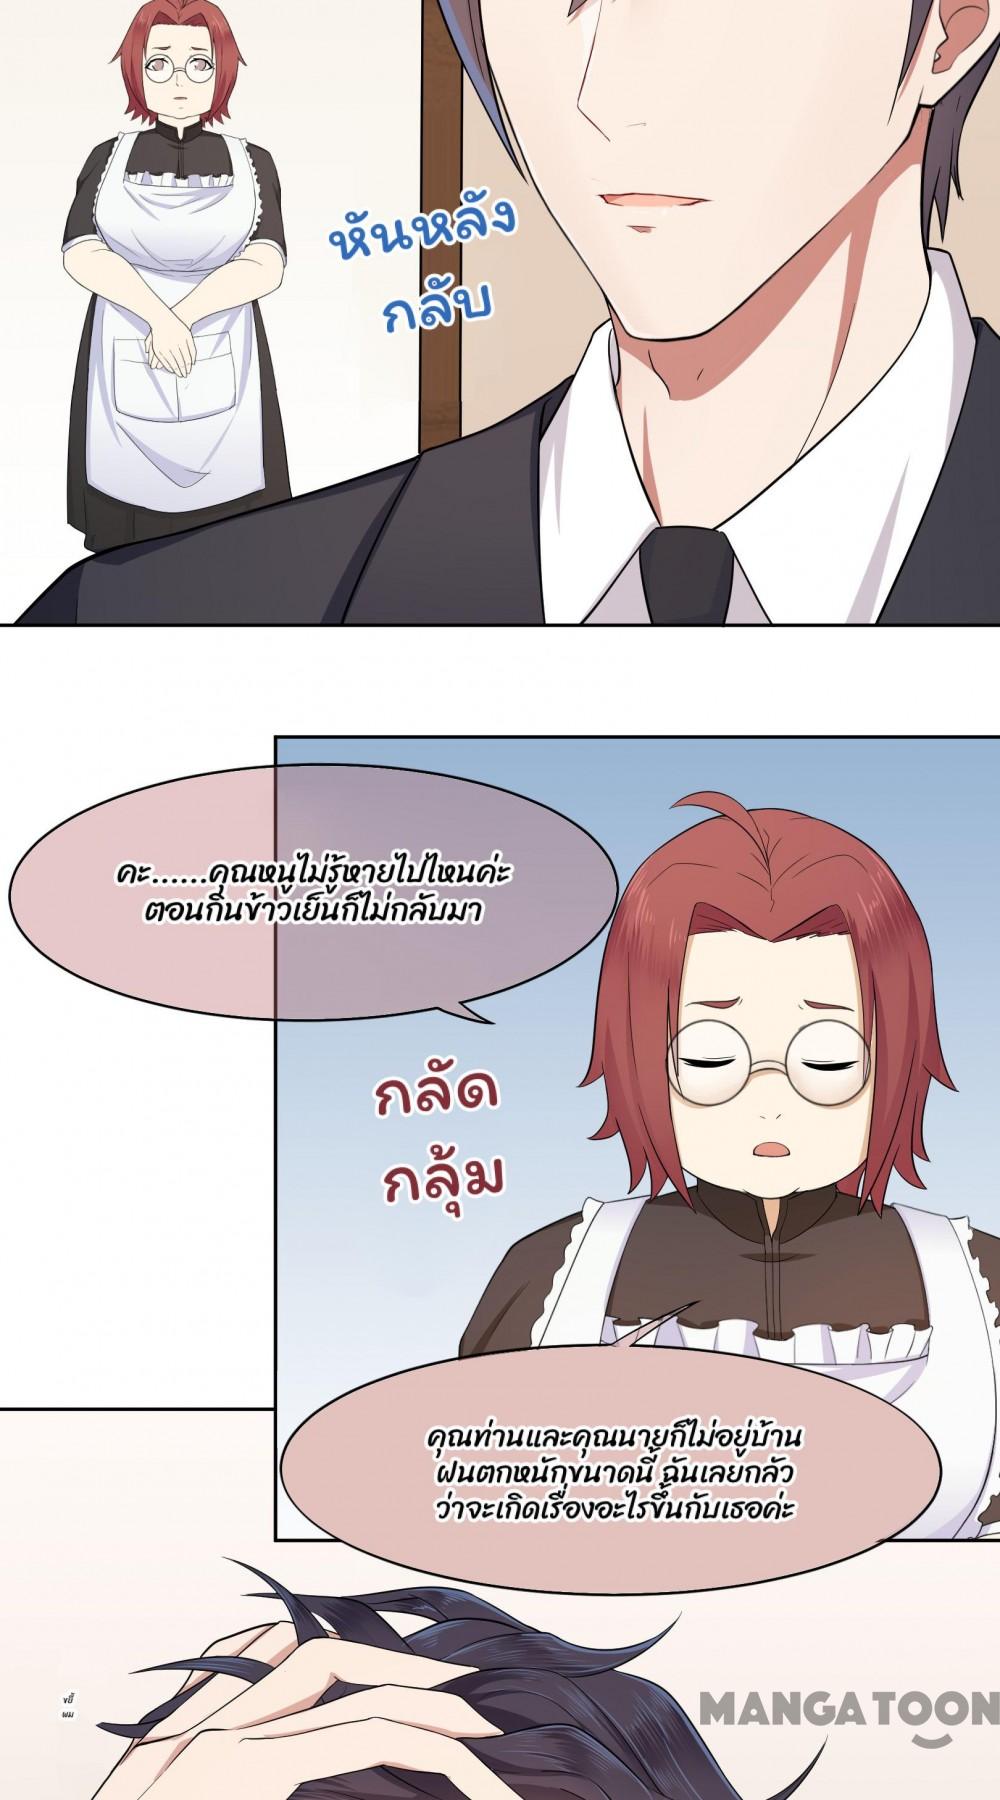 หันหลัง
กลับ
คะ......คุณหนูไม่รู้หายไปไหนค่ะ
ตอนกินข้าวเย็นก็ไม่กลับมา
กลัด
กลุ้ม
คุณท่านและคุณนายก็ไม่อยู่บ้าน
ฝนตกหนักขนาดนี้ ฉันเลยกลัว
ว่าจะเกิดเรื่องอะไรขึ้นกับเธอค่ะ
ขยี้
ผม
MANGATOON